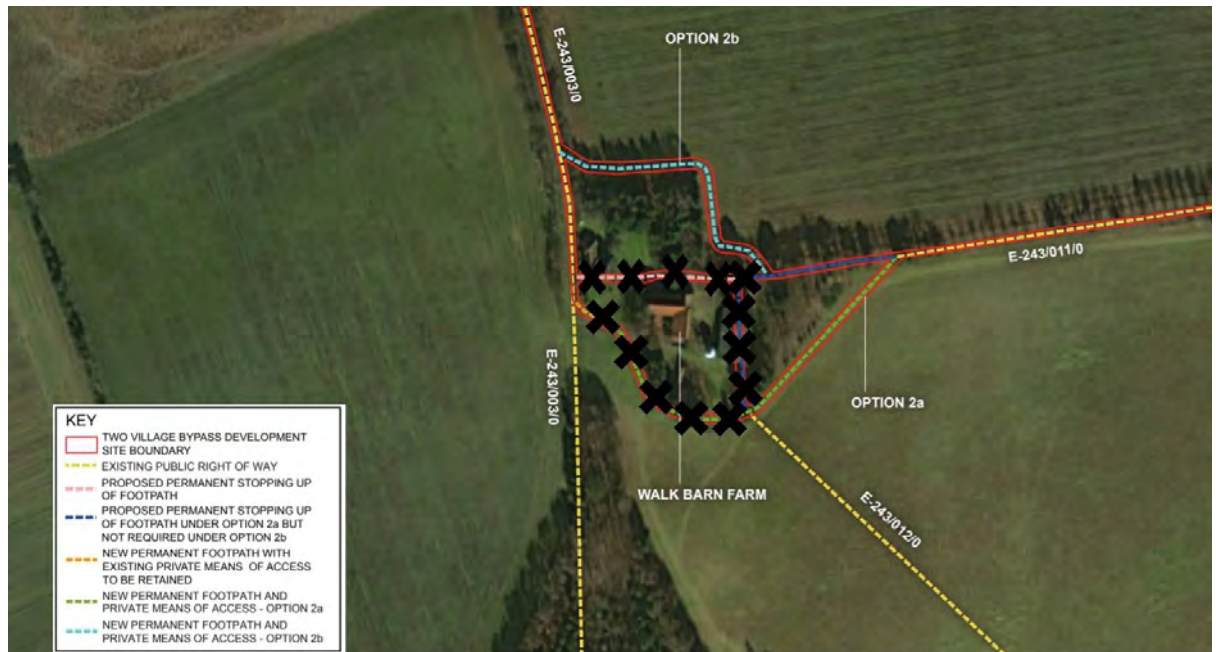 OPTION 2b
E-243/003/0
E-243/011/0
E-243/003/0
OPTION 2a
WALK BARN FARM
E-243/012/0
KEY
TWO VILLAGE BYPASS DEVELOPMENT
SITE BOUNDARY
EXISTING PUBLIC RIGHT OF WAY
PROPOSED PERMANENT STOPPING UP
OF FOOTPATH
PROPOSED PERMANENT STOPPING UP
OF FOOTPATH UNDER OPTION 2a BUT
NOT REQUIRED UNDER OPTION 2b
NEW PERMANENT FOOTPATH WITH
EXISTING PRIVATE MEANS OF ACCESS
TO BE RETAINED
NEW PERMANENT FOOTPATH AND
PRIVATE MEANS OF ACCESS - OPTION 2a
NEW PERMANENT FOOTPATH AND
PRIVATE MEANS OF ACCESS - OPTION 2b